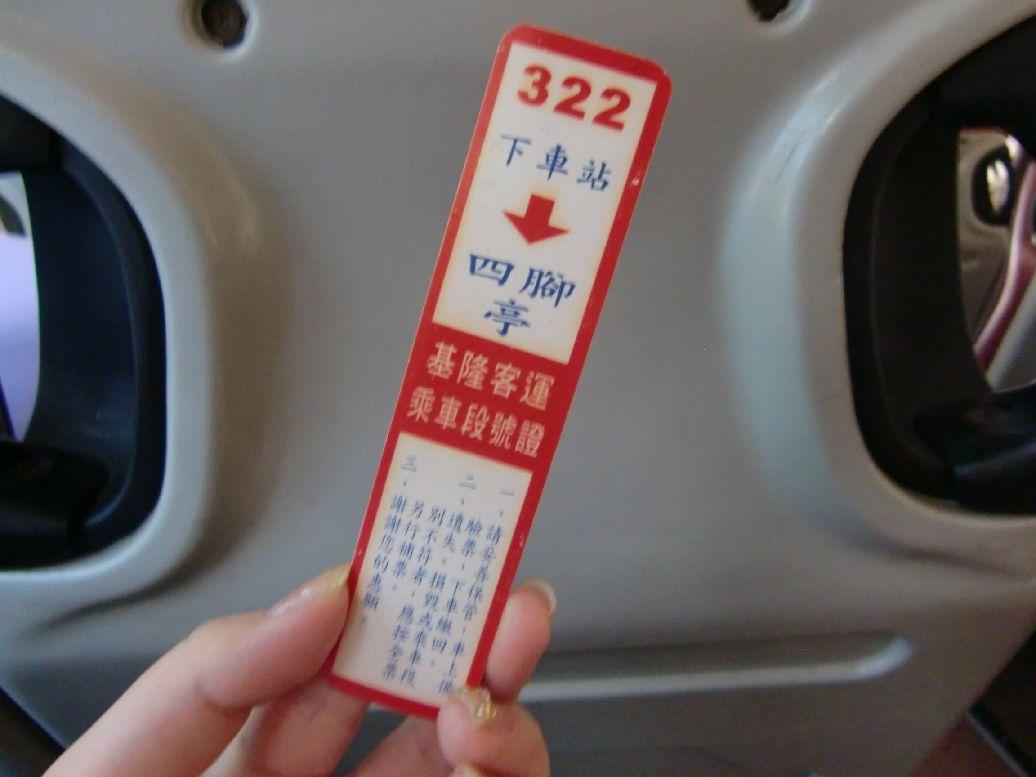 322
下車站
四腳
亭
基隆客運
乘車段號證
一、請妥善保管，車上備
驗票，下車繳回。
二、遺失、損毀或乘車段
別不符者，應按全票
另行補票。
三、謝謝您的惠顧。